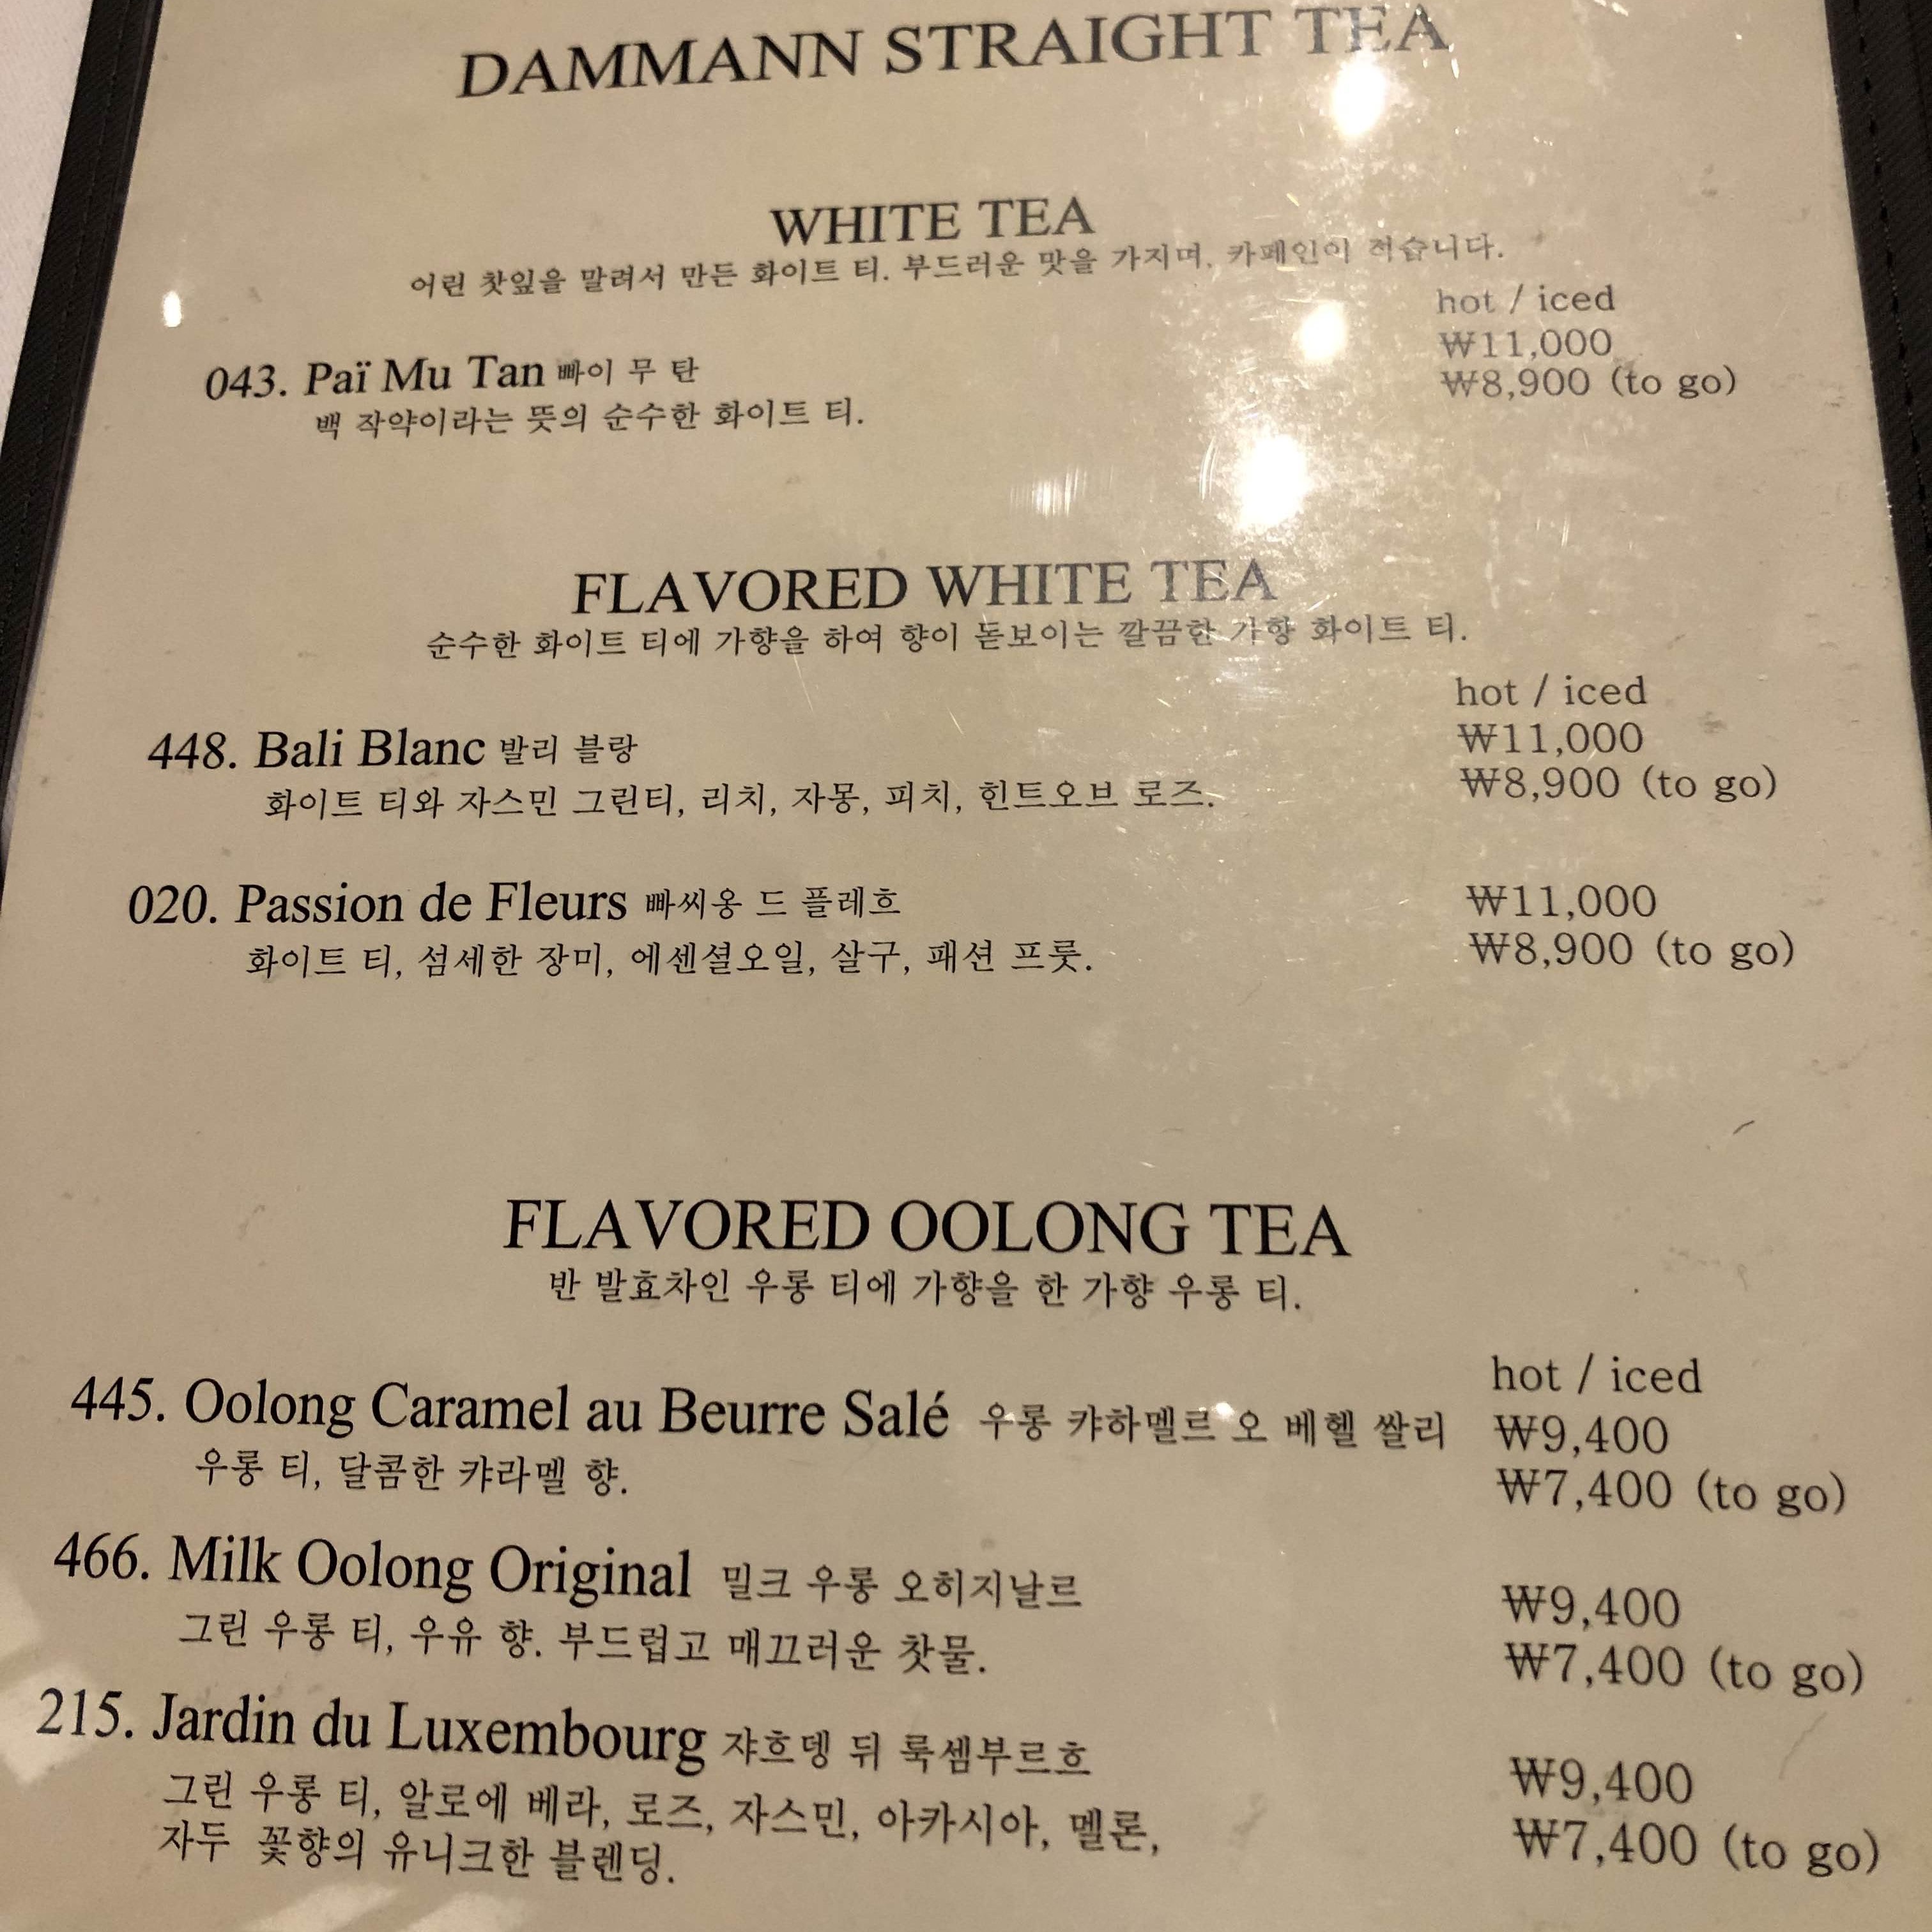 DAMMANN STRAIGHT TEA
WHITE TEA
어린 찻잎을 말려서 만든 화이트 티. 부드러운 맛을 가지며, 카페인이 적습니다.
hot / iced
043. Paï Mu Tan 빠이 무 탄 ₩11,000
₩8,900 (to go)
백 작약이라는 뜻의 순수한 화이트 티.
FLAVORED WHITE TEA
순수한 화이트 티에 가향을 하여 향이 돋보이는 깔끔한 가향 화이트 티.
hot / iced
448. Bali Blanc 발리 블랑 ₩11,000
화이트 티와 자스민 그린티, 리치, 자몽, 피치, 힌트오브 로즈. ₩8,900 (to go)
020. Passion de Fleurs 빠씨옹 드 플레흐 ₩11,000
화이트 티, 섬세한 장미, 에센셜오일, 살구, 패션 프룻. ₩8,900 (to go)
FLAVORED OOLONG TEA
반 발효차인 우롱 티에 가향을 한 가향 우롱 티.
hot / iced
445. Oolong Caramel au Beurre Salé 우롱 캬하멜르 오 베헬 쌀리 ₩9,400
우롱 티, 달콤한 캬라멜 향. ₩7,400 (to go)
466. Milk Oolong Original 밀크 우롱 오히지날르 ₩9,400
그린 우롱 티, 우유 향. 부드럽고 매끄러운 찻물. ₩7,400 (to go)
215. Jardin du Luxembourg 쟈흐뎅 뒤 룩셈부르흐 ₩9,400
그린 우롱 티, 알로에 베라, 로즈, 자스민, 아카시아, 멜론, ₩7,400 (to go)
자두 꽃향의 유니크한 블렌딩.